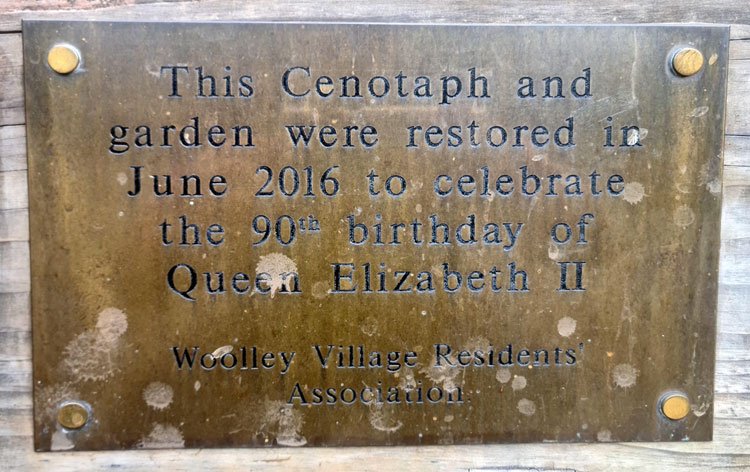 This Cenotaph and
garden were restored in
June 2016 to celebrate
the 90th birthday of
Queen Elizabeth II
Woolley Village Residents'
Association.